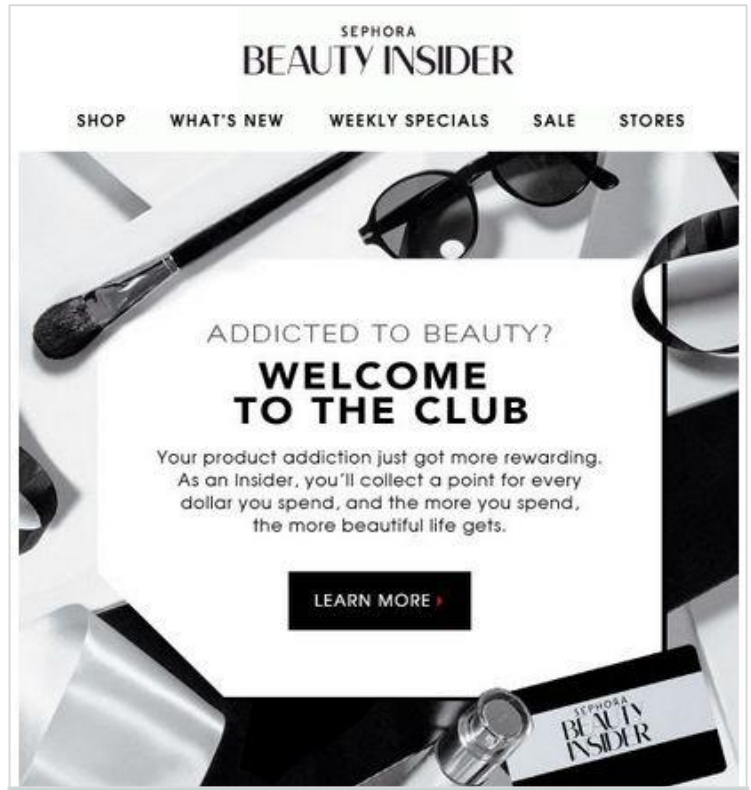 SEPHORA
BEAUTY INSIDER
SHOP WHAT'S NEW WEEKLY SPECIALS SALE STORES
ADDICTED TO BEAUTY?
WELCOME
TO THE CLUB
Your product addiction just got more rewarding.
As an Insider, you'll collect a point for every
dollar you spend, and the more you spend,
the more beautiful life gets.
LEARN MORE
SEPHORA
BEAUTY
INSIDER